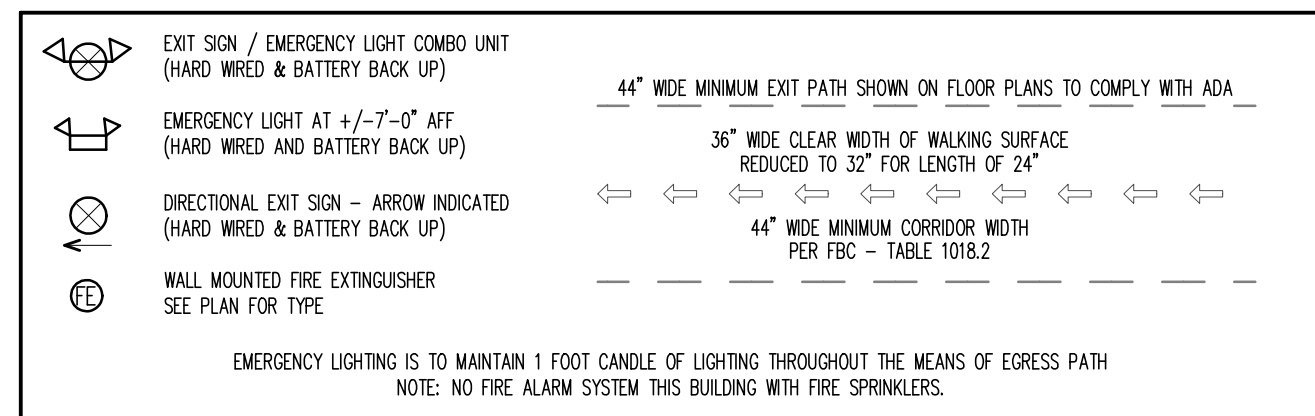 EXIT SIGN / EMERGENCY LIGHT COMBO UNIT
(HARD WIRED & BATTERY BACK UP)
EMERGENCY LIGHT AT +/-7'-0" AFF
(HARD WIRED AND BATTERY BACK UP)
DIRECTIONAL EXIT SIGN – ARROW INDICATED
(HARD WIRED & BATTERY BACK UP)
FE
WALL MOUNTED FIRE EXTINGUISHER
SEE PLAN FOR TYPE
44" WIDE MINIMUM EXIT PATH SHOWN ON FLOOR PLANS TO COMPLY WITH ADA
36" WIDE CLEAR WIDTH OF WALKING SURFACE
REDUCED TO 32" FOR LENGTH OF 24"
44" WIDE MINIMUM CORRIDOR WIDTH
PER FBC – TABLE 1018.2
EMERGENCY LIGHTING IS TO MAINTAIN 1 FOOT CANDLE OF LIGHTING THROUGHOUT THE MEANS OF EGRESS PATH
NOTE: NO FIRE ALARM SYSTEM THIS BUILDING WITH FIRE SPRINKLERS.